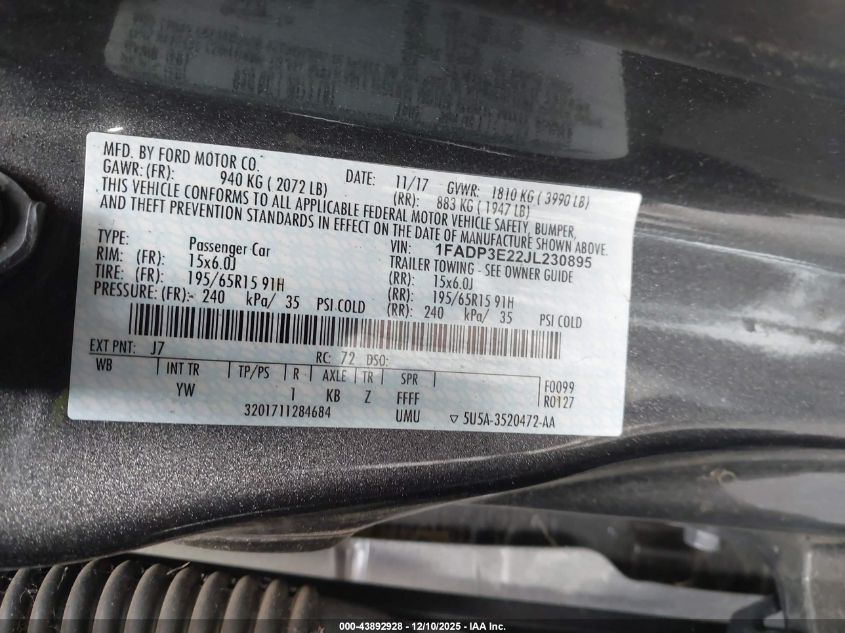 MFD. BY FORD MOTOR CO.
DATE: 11/17 GVWR: 1810 KG ( 3990 LB)
GAWR: (FR): 940 KG ( 2072 LB) (RR): 883 KG ( 1947 LB)
THIS VEHICLE CONFORMS TO ALL APPLICABLE FEDERAL MOTOR VEHICLE SAFETY, BUMPER,
AND THEFT PREVENTION STANDARDS IN EFFECT ON THE DATE OF MANUFACTURE SHOWN ABOVE.
VIN: 1FADP3E22JL230895
TYPE: Passenger Car TRAILER TOWING - SEE OWNER GUIDE
RIM: (FR): 15x6.0J (RR): 15x6.0J
TIRE: (FR): 195/65R15 91H (RR): 195/65R15 91H
PRESSURE: (FR): 240 kPa/ 35 PSI COLD (RR): 240 kPa/ 35 PSI COLD
EXT PNT: J7 RC: 72 DSO:
WB INT TR TP/PS R AXLE TR SPR F0099
YW 1 KB Z FFFF R0127
3201711284684 UMU ▽ 5U5A-3520472-AA
000-43892928 - 12/10/2025 - IAA Inc.